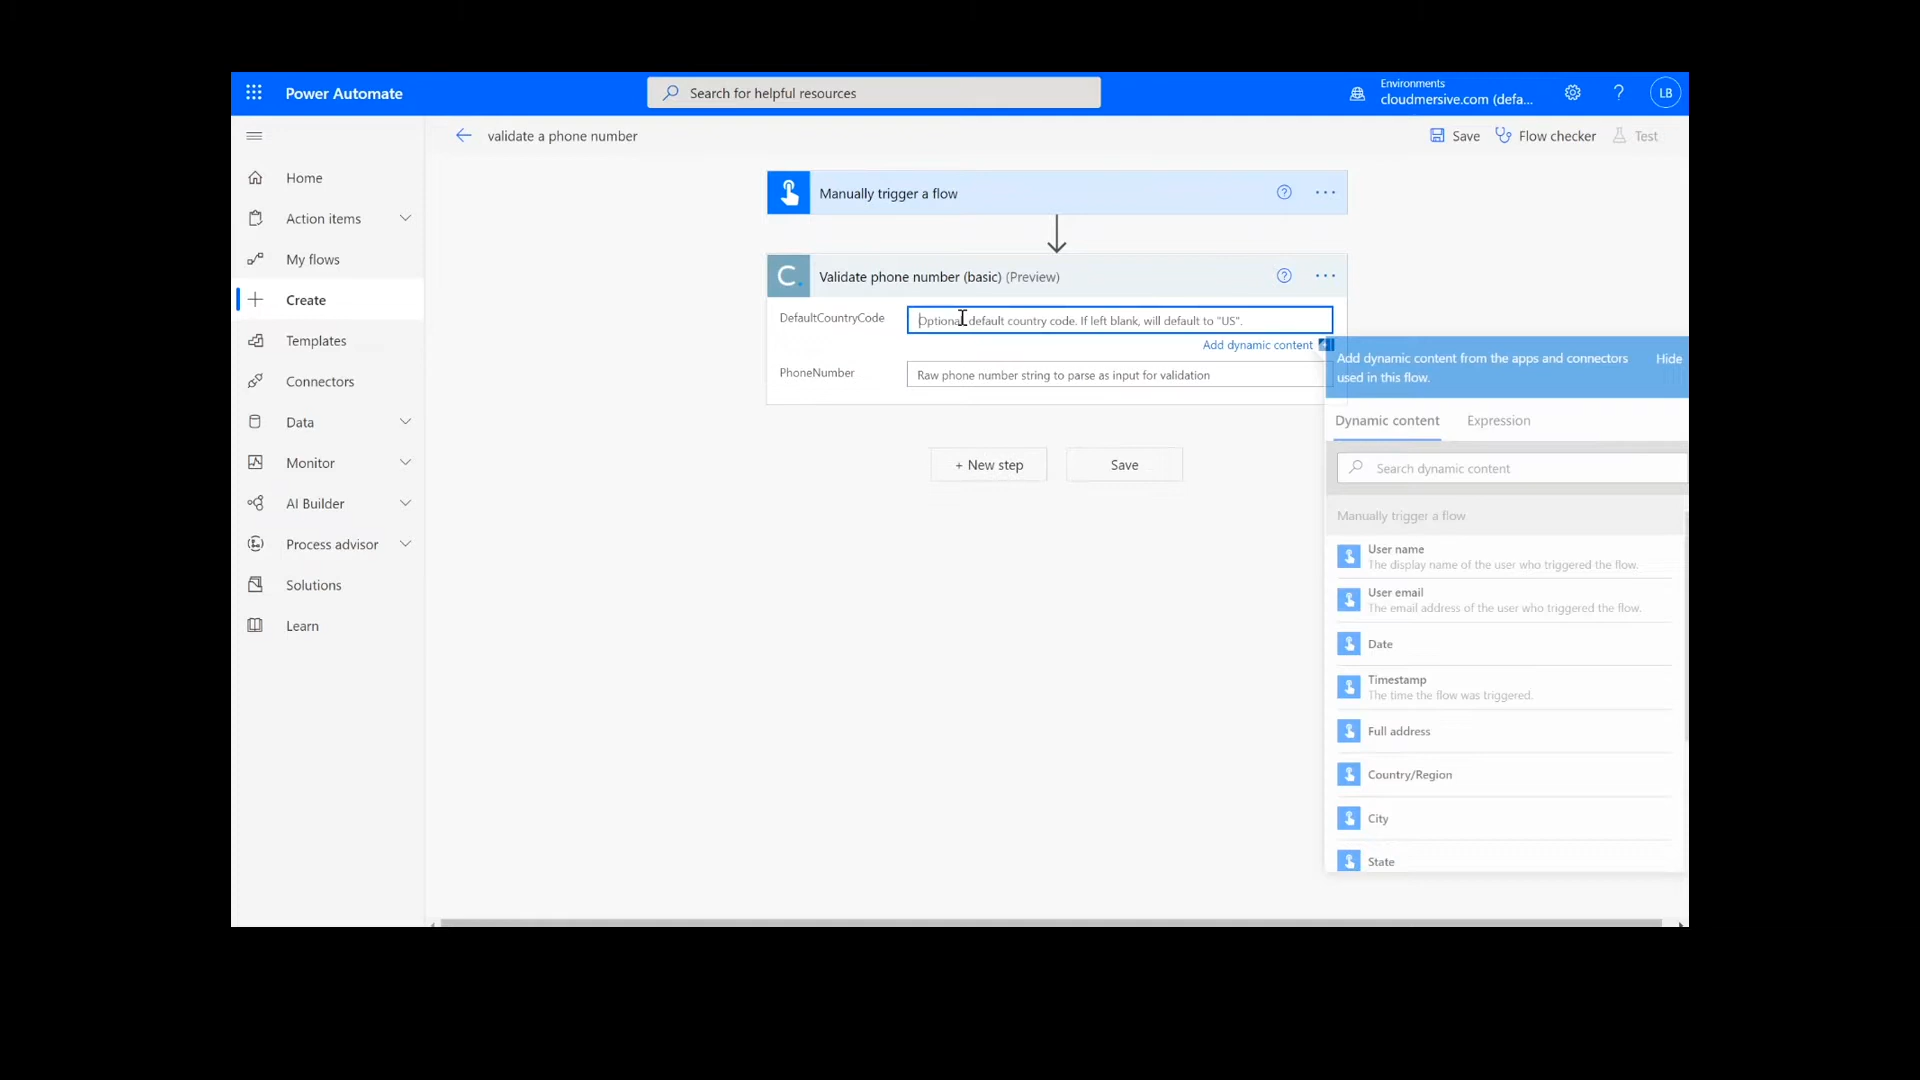 Power Automate
Search for helpful resources
Environments
cloudmersive.com (defa...
?
LB
validate a phone number
Save
Flow checker
Test
Home
Action items
My flows
Create
Templates
Connectors
Data
Monitor
AI Builder
Process advisor
Solutions
Learn
Manually trigger a flow
C.
Validate phone number (basic) (Preview)
DefaultCountryCode
Optional, default country code. If left blank, will default to "US".
Add dynamic content
PhoneNumber
Raw phone number string to parse as input for validation
+ New step
Save
Add dynamic content from the apps and connectors
used in this flow.
Hide
Dynamic content
Expression
Search dynamic content
Manually trigger a flow
User name
The display name of the user who triggered the flow.
User email
The email address of the user who triggered the flow.
Date
Timestamp
The time the flow was triggered.
Full address
Country/Region
City
State